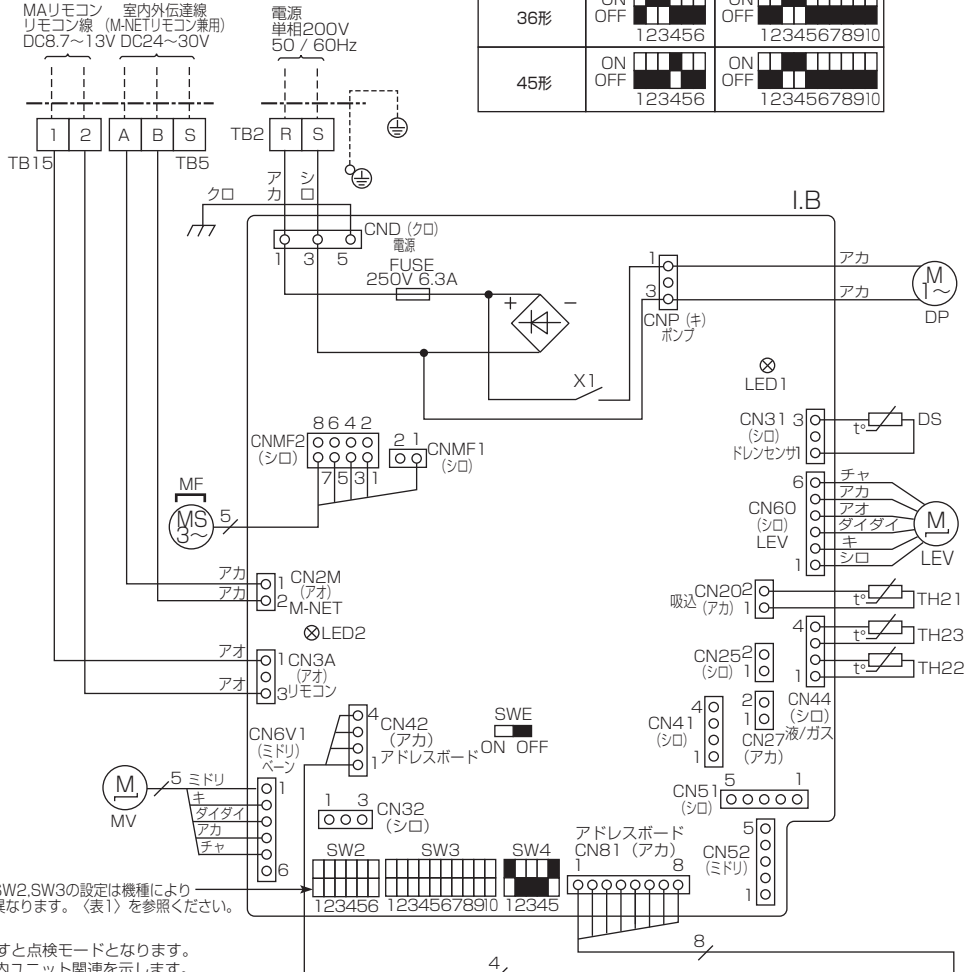 MAリモコン 室内外伝達線
リモコン線 (M-NETリモコン兼用)
DC8.7～13V DC24～30V
電源
単相200V
50 / 60Hz
36形
ON
OFF
123456
ON
OFF
12345678910
45形
ON
OFF
123456
ON
OFF
12345678910
1 2 A B S
TB15
TB5
TB2 R S
アカ
シロ
クロ
I.B
CND (クロ)
電源
1 3 5
FUSE
250V 6.3A
+ −
1
3
CNP (キ)
ポンプ
アカ
アカ
M
1～
DP
X1
LED1
8642
CNMF2
(シロ)
7531
2 1
CNMF1
(シロ)
MF
MS
3～
5
CN31 3
(シロ)
ドレンセンサ1
t°
DS
6
CN60
(シロ)
LEV
1
チャ
アカ
アオ
ダイダイ
キ
シロ
M
LEV
アカ
アカ
1
2
CN2M
(アオ)
M-NET
LED2
吸込
CN20 2
(アカ) 1
t°
TH21
4
t°
TH23
t°
TH22
1
CN44
(シロ)
液/ガス
CN25 2
(シロ) 1
アオ
アオ
1
3
CN3A
(アオ)
リモコン
4
CN41
(シロ)
1
2
1
CN27
(アカ)
CN6V1
(ミドリ)
ベーン
4
CN42
(アカ)
1
アドレスボード
SWE
ON OFF
M
MV
5
ミドリ
キ
ダイダイ
アカ
チャ
1
6
1 3
CN32
(シロ)
CN51
(シロ)
5 1
アドレスボード
CN81 (アカ)
1 8
5
CN52
(ミドリ)
1
SW2 SW3 SW4
123456 12345678910 12345
SW2,SW3の設定は機種により
異なります。〈表1〉を参照ください。
すと点検モードとなります。
内ユニット関連を示します。
4
8